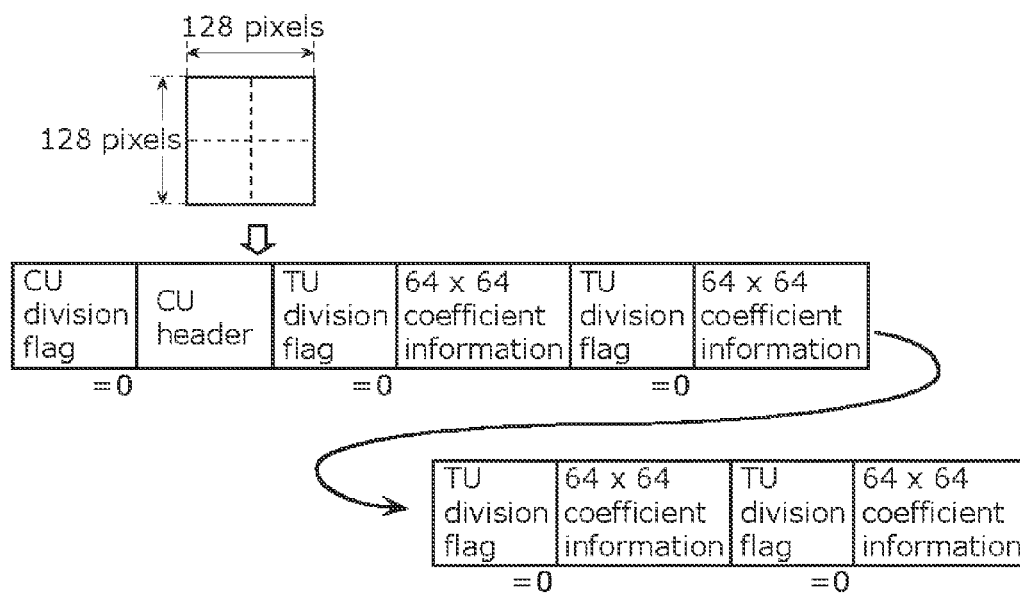 128 pixels
128 pixels
CU
division
flag
CU
header
TU
division
flag
64 x 64
coefficient
information
TU
division
flag
64 x 64
coefficient
information
=0
=0
=0
TU
division
flag
64 x 64
coefficient
information
TU
division
flag
64 x 64
coefficient
information
=0
=0